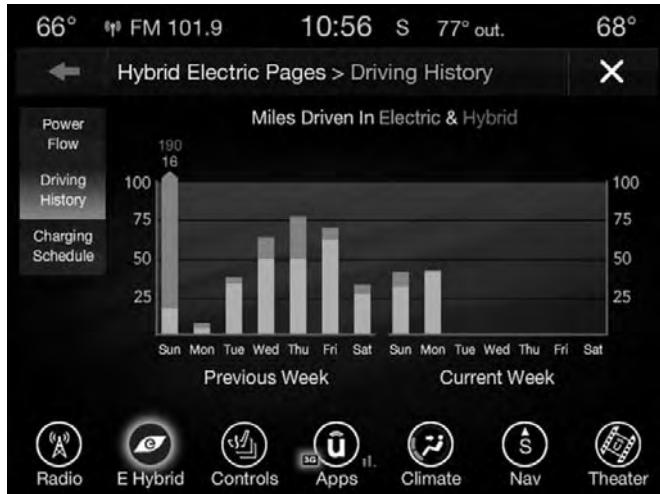 66° FM 101.9 10:56 S 77° out. 68°
Hybrid Electric Pages > Driving History
Power
Flow
Driving
History
Charging
Schedule
Miles Driven In Electric & Hybrid
190
16
100 100
75 75
50 50
25 25
Sun Mon Tue Wed Thu Fri Sat Sun Mon Tue Wed Thu Fri Sat
Previous Week Current Week
e S
3G ū
Radio E Hybrid Controls Apps Climate Nav Theater